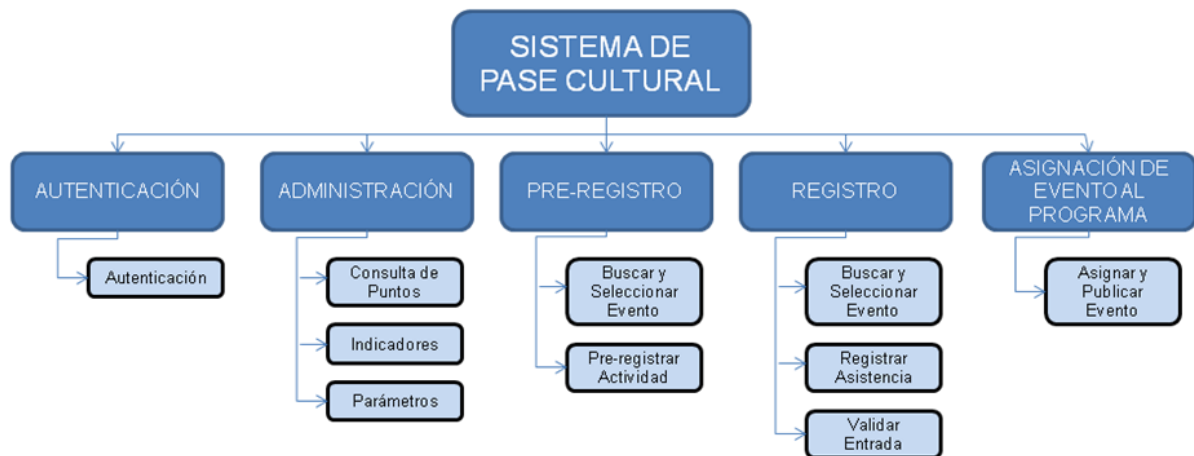 SISTEMA DE
PASE CULTURAL
AUTENTICACIÓN
ADMINISTRACIÓN
PRE-REGISTRO
REGISTRO
ASIGNACIÓN DE
EVENTO AL
PROGRAMA
Autenticación
Consulta de
Puntos
Indicadores
Parámetros
Buscar y
Seleccionar
Evento
Pre-registrar
Actividad
Buscar y
Seleccionar
Evento
Registrar
Asistencia
Validar
Entrada
Asignar y
Publicar
Evento